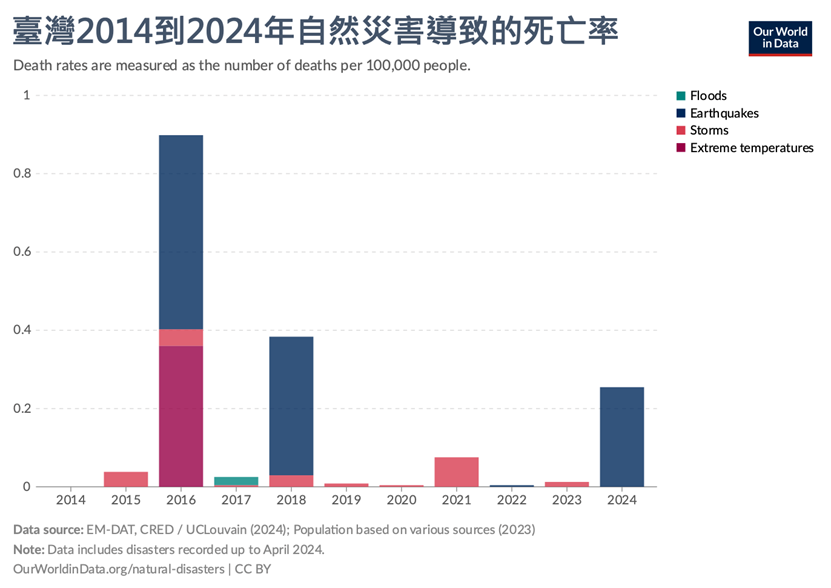 臺灣2014到2024年自然災害導致的死亡率
Our World
in Data
Death rates are measured as the number of deaths per 100,000 people.
1
0.8
0.6
0.4
0.2
0
2014 2015 2016 2017 2018 2019 2020 2021 2022 2023 2024
Floods
Earthquakes
Storms
Extreme temperatures
Data source: EM-DAT, CRED / UCLouvain (2024); Population based on various sources (2023)
Note: Data includes disasters recorded up to April 2024.
OurWorldinData.org/natural-disasters | CC BY